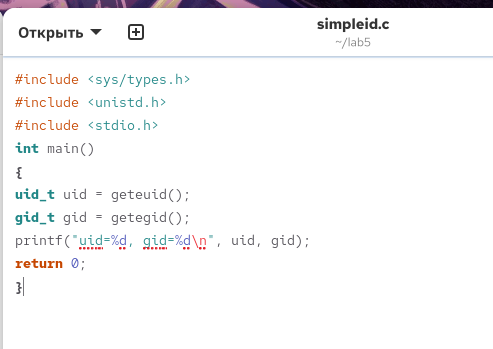 Открыть
simpleid.c
~/lab5
#include <sys/types.h>
#include <unistd.h>
#include <stdio.h>
int main()
{
uid_t uid = geteuid();
gid_t gid = getegid();
printf("uid=%d, gid=%d\n", uid, gid);
return 0;
}